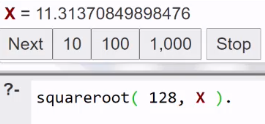 X = 11.31370849898476
Next 10 100 1,000 Stop
?- squareroot( 128, X ).